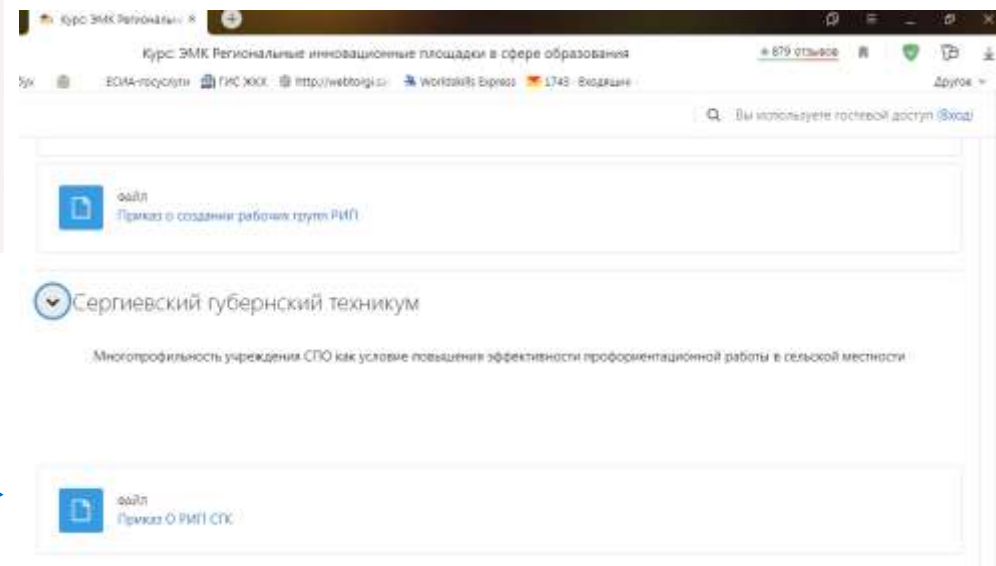 Курс: ЭМК Региональн
Курс: ЭМК Региональные инновационные площадки в сфере образования
★ 879 отзывов
ЕСИА-госуслуги ГИС ЖКХ Worldskills Express 1743 · Входящие
Другое
Вы используете гостевой доступ (Вход)
Файл
Приказ о создании рабочих групп РИП
Сергиевский губернский техникум
Многопрофильность учреждения СПО как условие повышения эффективности профориентационной работы в сельской местности
Файл
Приказ О РИП СГК